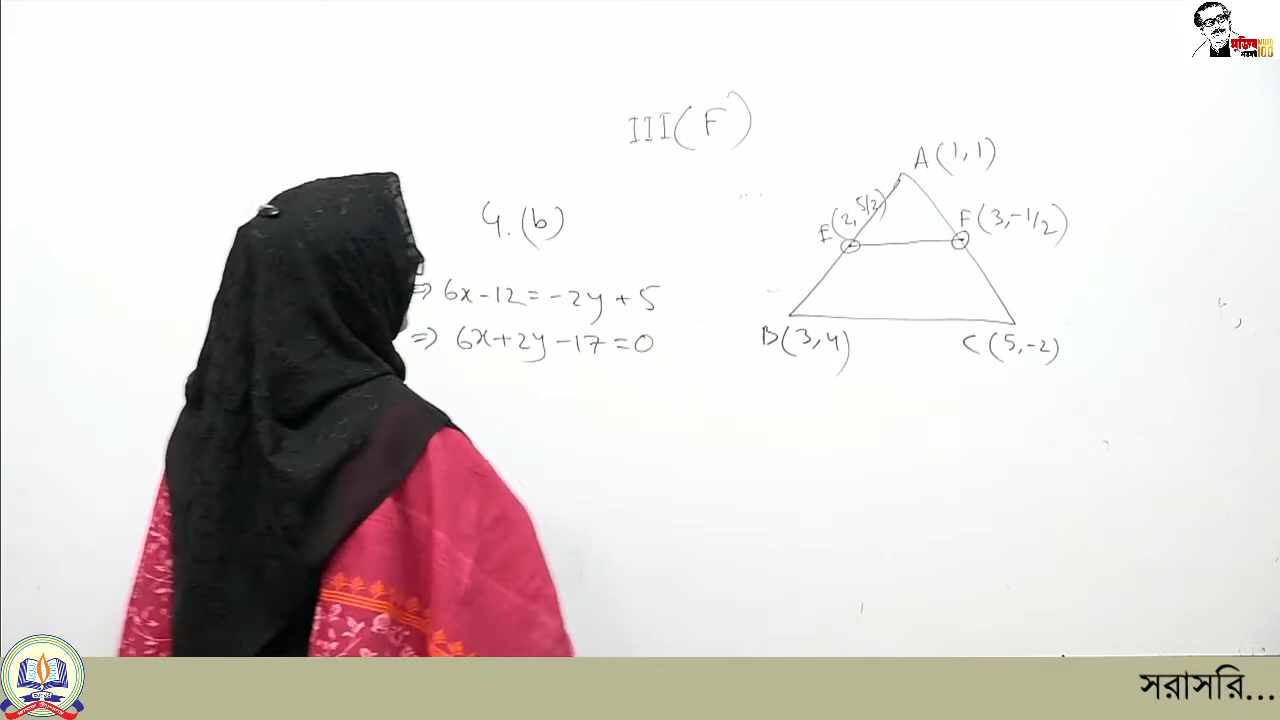 III(F)
4.(b)
⇒ 6x-12=-2y+5
⇒ 6x+2y-17=0
A(1,1)
E(2,5/2)
F(3,-1/2)
B(3,4)
C(5,-2)
100
সরাসরি...